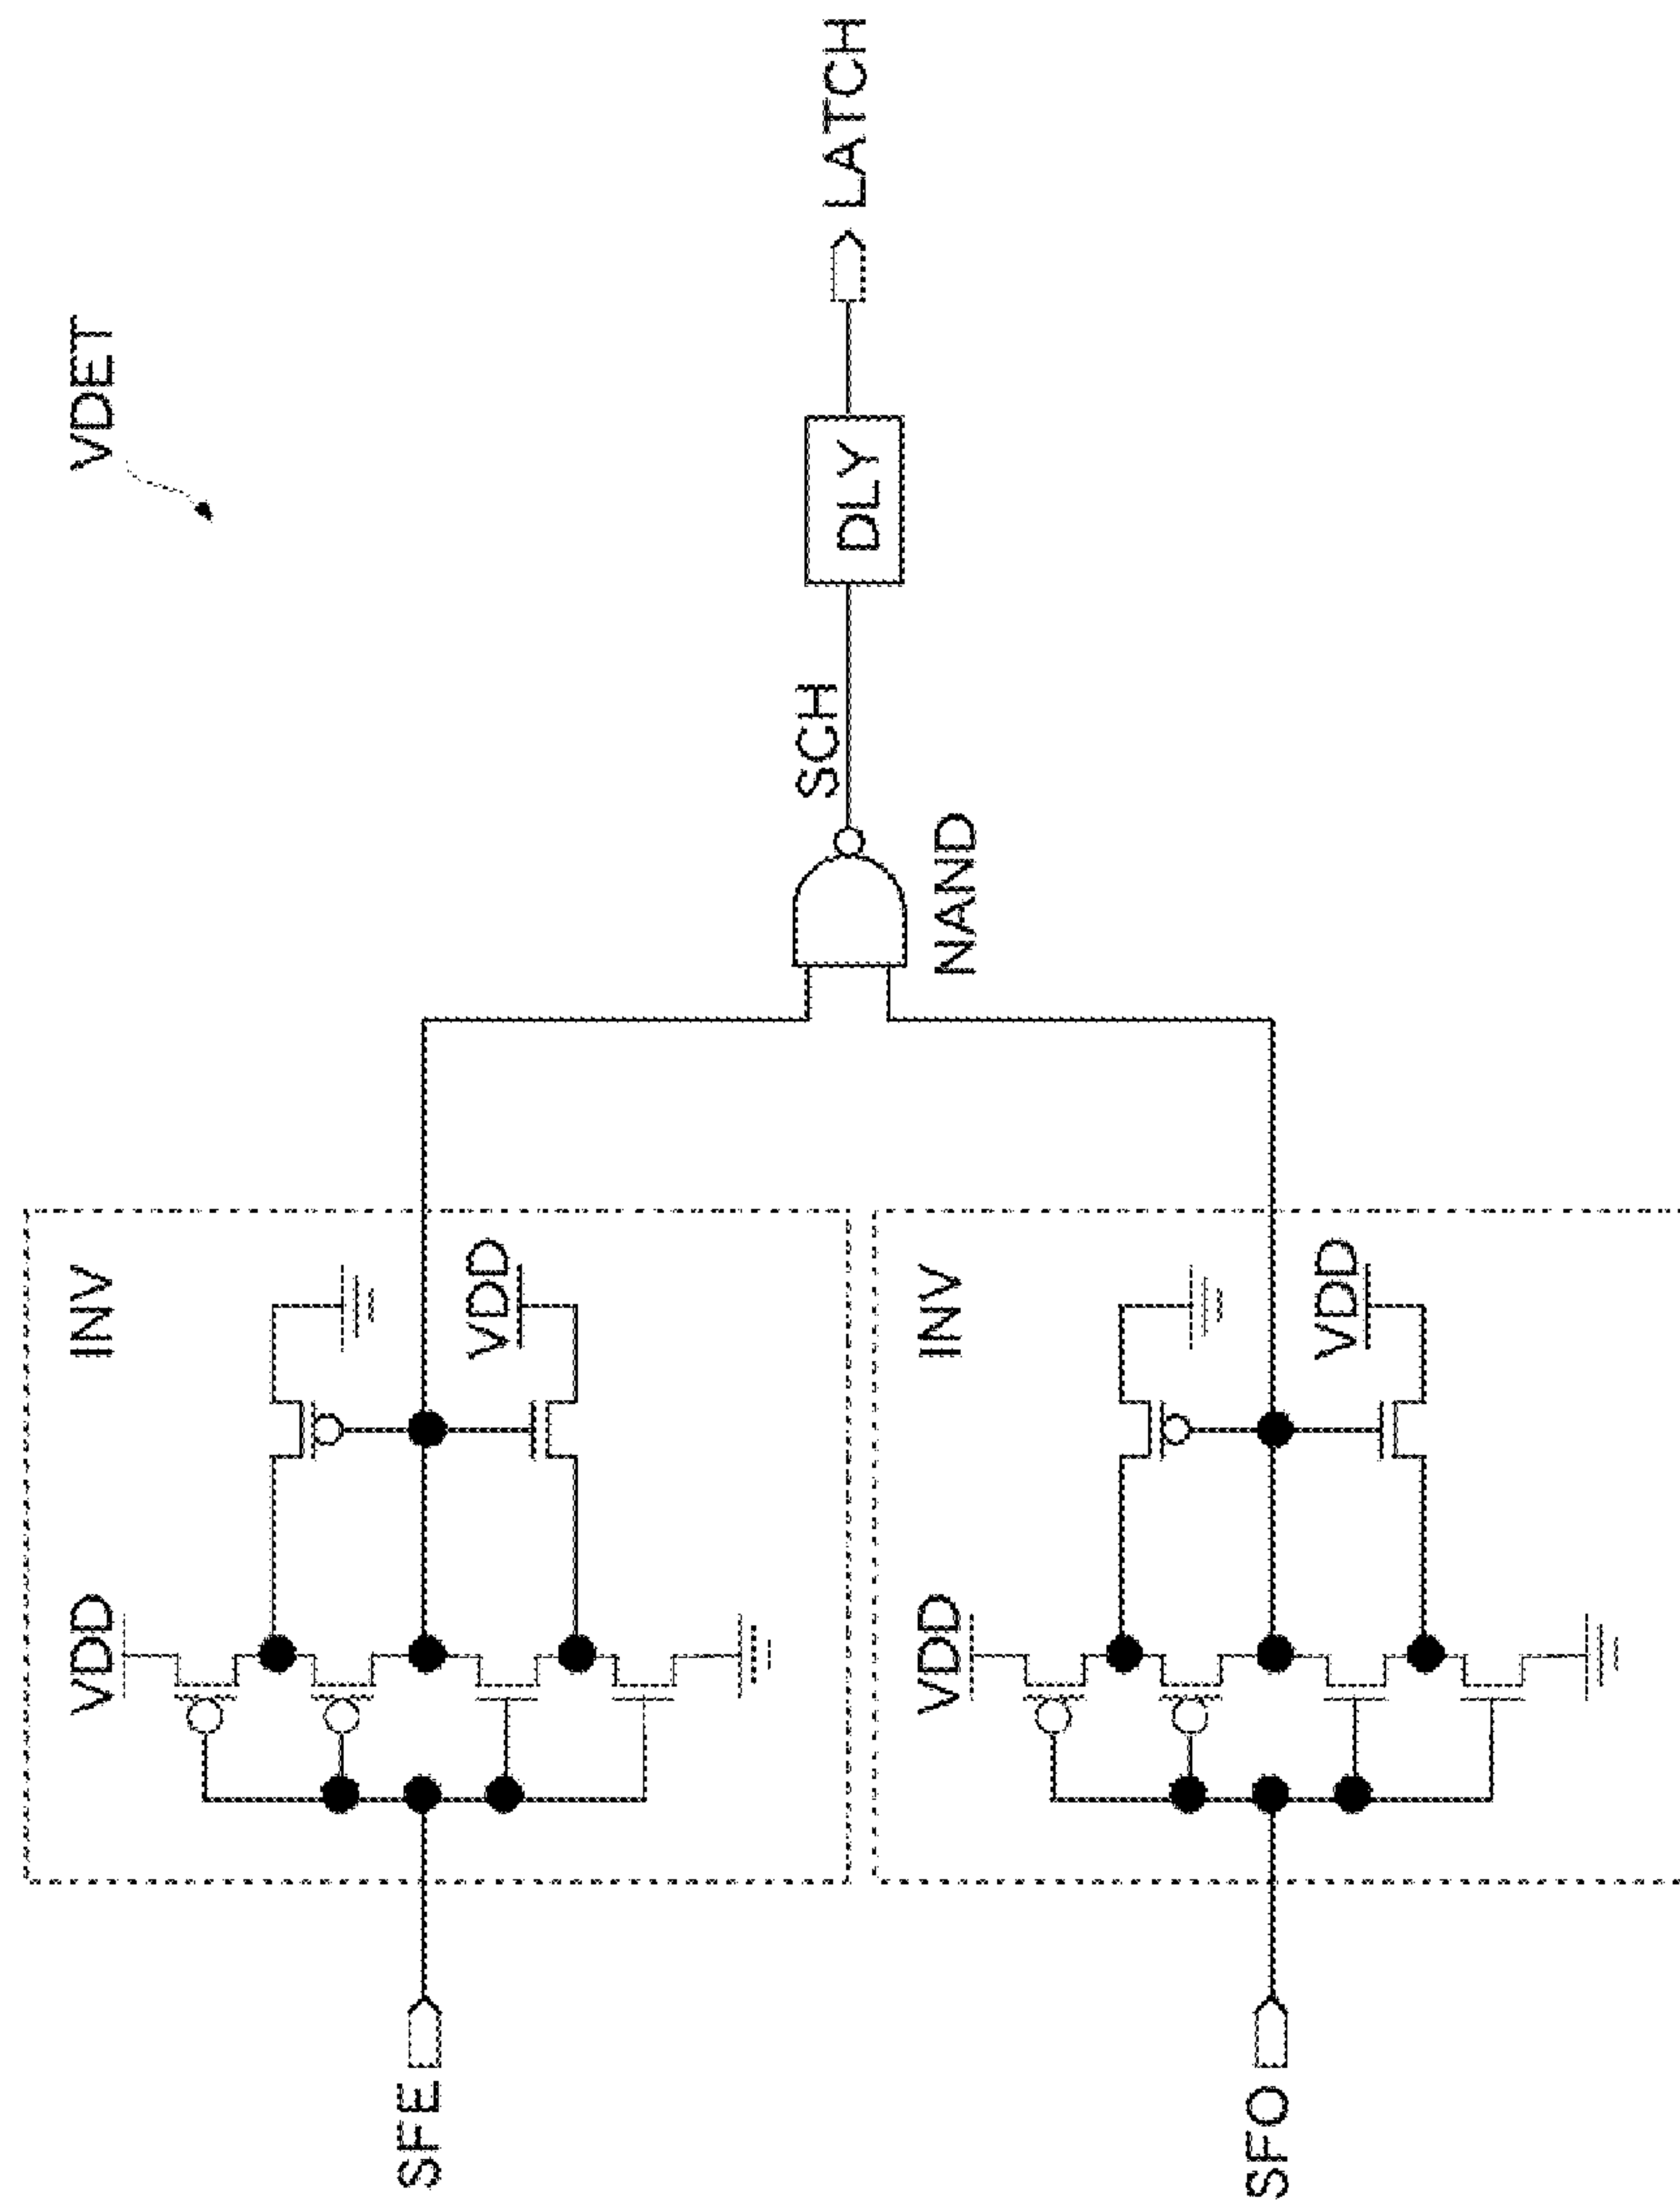 VDET
INV
VDD
VDD
SFE
SCH
DLY
LATCH
NAND
INV
VDD
VDD
SFO